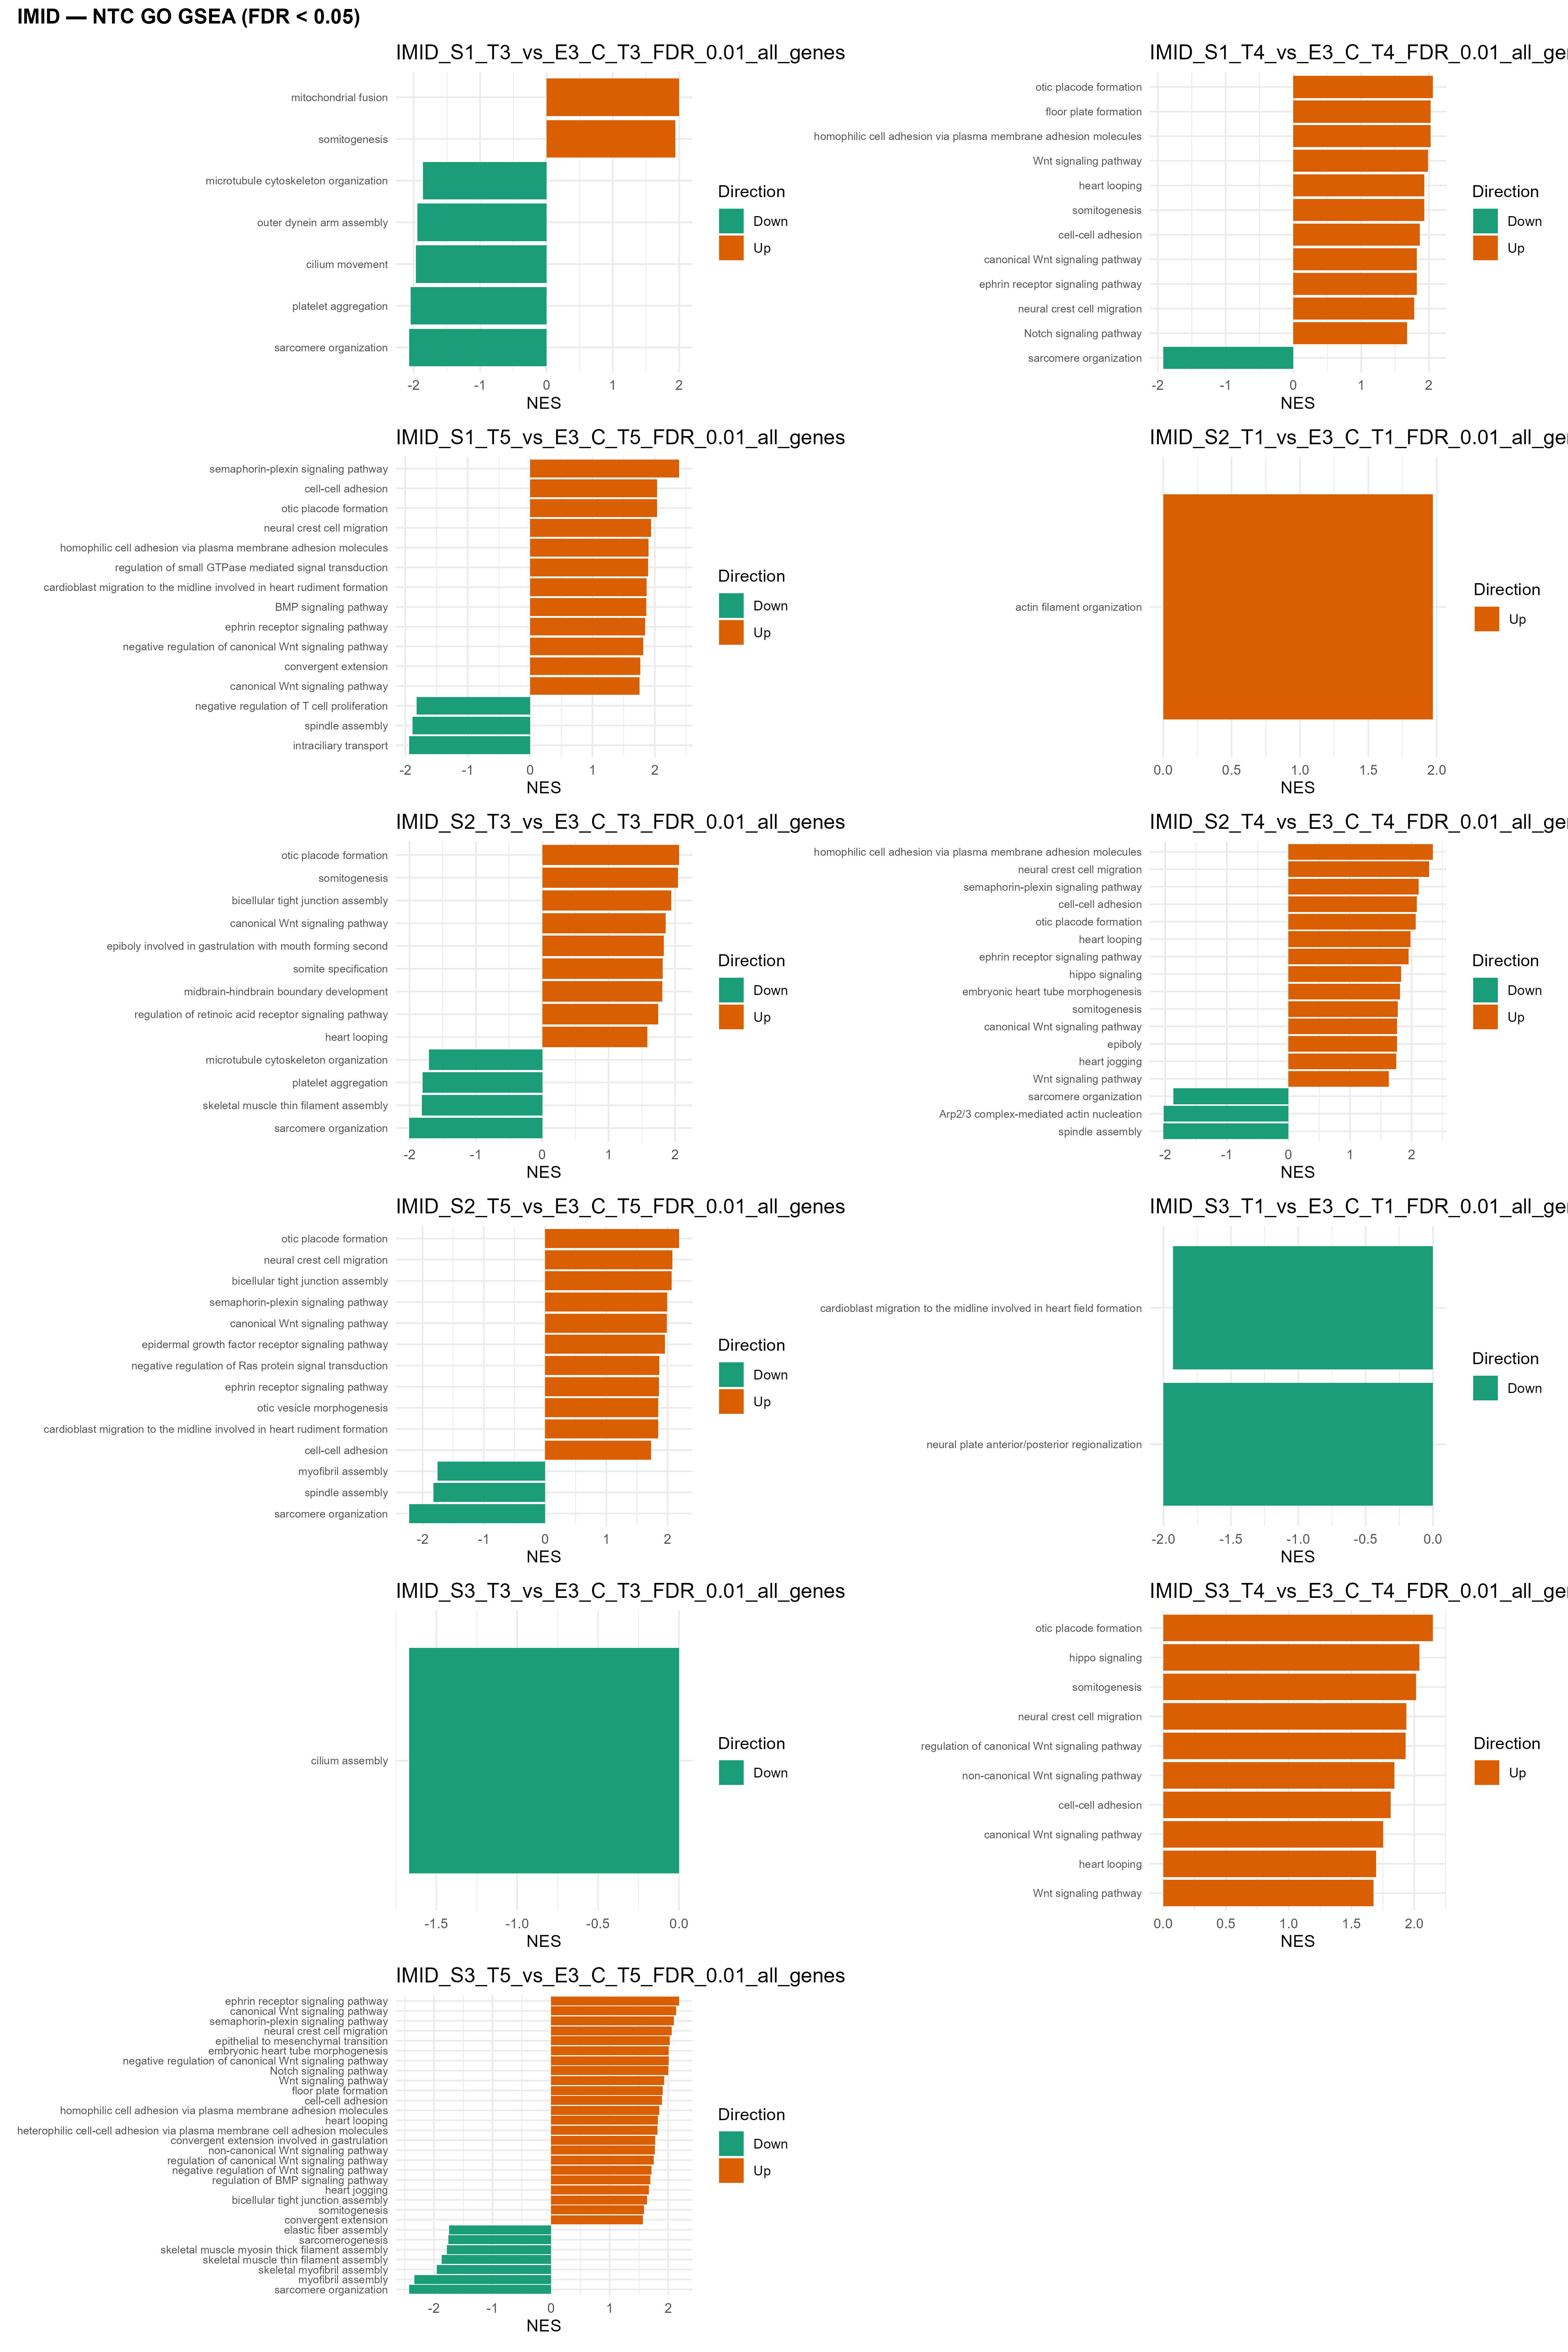 IMID — NTC GO GSEA (FDR < 0.05)
IMID_S1_T3_vs_E3_C_T3_FDR_0.01_all_genes
mitochondrial fusion
somitogenesis
microtubule cytoskeleton organization
outer dynein arm assembly
cilium movement
platelet aggregation
sarcomere organization
-2 -1 0 1 2
NES
Direction
Down
Up
IMID_S1_T4_vs_E3_C_T4_FDR_0.01_all_ge
otic placode formation
floor plate formation
homophilic cell adhesion via plasma membrane adhesion molecules
Wnt signaling pathway
heart looping
somitogenesis
cell-cell adhesion
canonical Wnt signaling pathway
ephrin receptor signaling pathway
neural crest cell migration
Notch signaling pathway
sarcomere organization
-2 -1 0 1 2
NES
Direction
Down
Up
IMID_S1_T5_vs_E3_C_T5_FDR_0.01_all_genes
semaphorin-plexin signaling pathway
cell-cell adhesion
otic placode formation
neural crest cell migration
homophilic cell adhesion via plasma membrane adhesion molecules
regulation of small GTPase mediated signal transduction
cardioblast migration to the midline involved in heart rudiment formation
BMP signaling pathway
ephrin receptor signaling pathway
negative regulation of canonical Wnt signaling pathway
convergent extension
canonical Wnt signaling pathway
negative regulation of T cell proliferation
spindle assembly
intraciliary transport
-2 -1 0 1 2
NES
Direction
Down
Up
IMID_S2_T1_vs_E3_C_T1_FDR_0.01_all_ge
actin filament organization
0.0 0.5 1.0 1.5 2.0
NES
Direction
Up
IMID_S2_T3_vs_E3_C_T3_FDR_0.01_all_genes
otic placode formation
somitogenesis
bicellular tight junction assembly
canonical Wnt signaling pathway
epiboly involved in gastrulation with mouth forming second
somite specification
midbrain-hindbrain boundary development
regulation of retinoic acid receptor signaling pathway
heart looping
microtubule cytoskeleton organization
platelet aggregation
skeletal muscle thin filament assembly
sarcomere organization
-2 -1 0 1 2
NES
Direction
Down
Up
IMID_S2_T4_vs_E3_C_T4_FDR_0.01_all_ge
homophilic cell adhesion via plasma membrane adhesion molecules
neural crest cell migration
semaphorin-plexin signaling pathway
cell-cell adhesion
otic placode formation
heart looping
ephrin receptor signaling pathway
hippo signaling
embryonic heart tube morphogenesis
somitogenesis
canonical Wnt signaling pathway
epiboly
heart jogging
Wnt signaling pathway
sarcomere organization
Arp2/3 complex-mediated actin nucleation
spindle assembly
-2 -1 0 1 2
NES
Direction
Down
Up
IMID_S2_T5_vs_E3_C_T5_FDR_0.01_all_genes
otic placode formation
neural crest cell migration
bicellular tight junction assembly
semaphorin-plexin signaling pathway
canonical Wnt signaling pathway
epidermal growth factor receptor signaling pathway
negative regulation of Ras protein signal transduction
ephrin receptor signaling pathway
otic vesicle morphogenesis
cardioblast migration to the midline involved in heart rudiment formation
cell-cell adhesion
myofibril assembly
spindle assembly
sarcomere organization
-2 -1 0 1 2
NES
Direction
Down
Up
IMID_S3_T1_vs_E3_C_T1_FDR_0.01_all_ge
cardioblast migration to the midline involved in heart field formation
neural plate anterior/posterior regionalization
-2.0 -1.5 -1.0 -0.5 0.0
NES
Direction
Down
IMID_S3_T3_vs_E3_C_T3_FDR_0.01_all_genes
cilium assembly
-1.5 -1.0 -0.5 0.0
NES
Direction
Down
IMID_S3_T4_vs_E3_C_T4_FDR_0.01_all_ge
otic placode formation
hippo signaling
somitogenesis
neural crest cell migration
regulation of canonical Wnt signaling pathway
non-canonical Wnt signaling pathway
cell-cell adhesion
canonical Wnt signaling pathway
heart looping
Wnt signaling pathway
0.0 0.5 1.0 1.5 2.0
NES
Direction
Up
IMID_S3_T5_vs_E3_C_T5_FDR_0.01_all_genes
ephrin receptor signaling pathway
canonical Wnt signaling pathway
semaphorin-plexin signaling pathway
neural crest cell migration
epithelial to mesenchymal transition
embryonic heart tube morphogenesis
negative regulation of canonical Wnt signaling pathway
Notch signaling pathway
Wnt signaling pathway
floor plate formation
cell-cell adhesion
homophilic cell adhesion via plasma membrane adhesion molecules
heart looping
heterophilic cell-cell adhesion via plasma membrane cell adhesion molecules
convergent extension involved in gastrulation
non-canonical Wnt signaling pathway
regulation of canonical Wnt signaling pathway
negative regulation of Wnt signaling pathway
regulation of BMP signaling pathway
heart jogging
bicellular tight junction assembly
somitogenesis
convergent extension
elastic fiber assembly
sarcomerogenesis
skeletal muscle myosin thick filament assembly
skeletal muscle thin filament assembly
skeletal myofibril assembly
myofibril assembly
sarcomere organization
-2 -1 0 1 2
NES
Direction
Down
Up